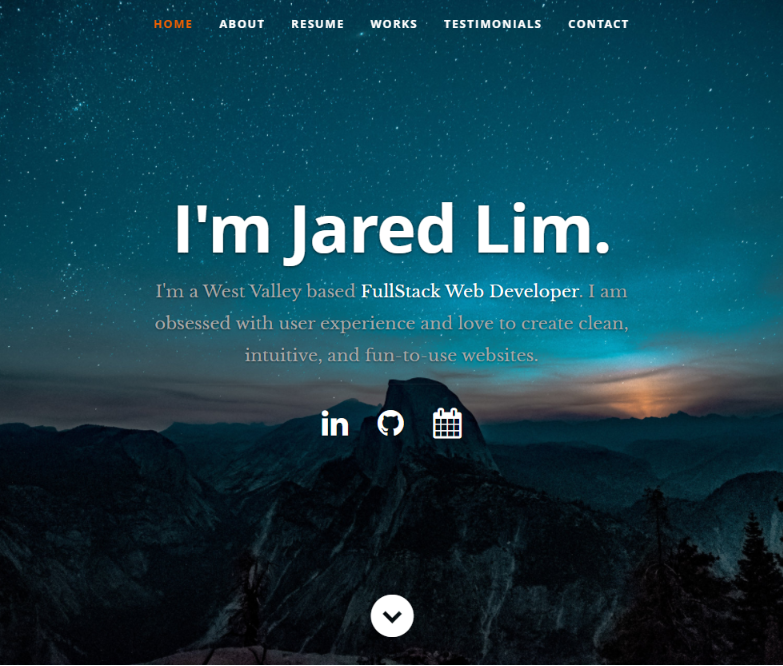 HOME ABOUT RESUME WORKS TESTIMONIALS CONTACT
I'm Jared Lim.
I'm a West Valley based FullStack Web Developer. I am
obsessed with user experience and love to create clean,
intuitive, and fun-to-use websites.
in